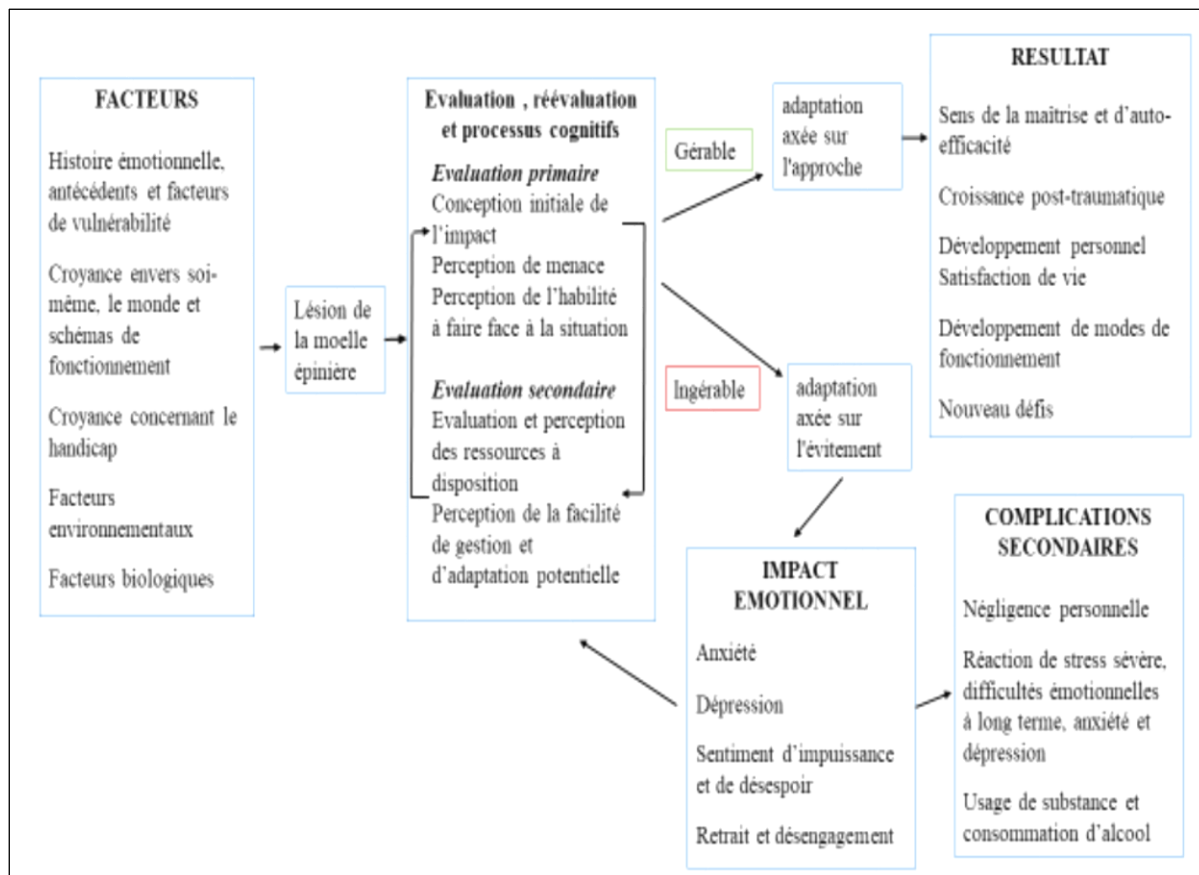 FACTEURS
Histoire émotionnelle,
antécédents et facteurs
de vulnérabilité
Croyance envers soi-
même, le monde et
schémas de
fonctionnement
Croyance concernant le
handicap
Facteurs
environnementaux
Facteurs biologiques
Lésion de
la moelle
épinière
Evaluation , réévaluation
et processus cognitifs
Evaluation primaire
Conception initiale de
l’impact
Perception de menace
Perception de l’habilité
à faire face à la situation
Evaluation secondaire
Evaluation et perception
des ressources à
disposition
Perception de la facilité
de gestion et
d’adaptation potentielle
Gérable
Ingérable
adaptation
axée sur
l'approche
adaptation
axée sur
l'évitement
RESULTAT
Sens de la maîtrise et d’auto-
efficacité
Croissance post-traumatique
Développement personnel
Satisfaction de vie
Développement de modes de
fonctionnement
Nouveau défis
IMPACT
EMOTIONNEL
Anxiété
Dépression
Sentiment d’impuissance
et de désespoir
Retrait et désengagement
COMPLICATIONS
SECONDAIRES
Négligence personnelle
Réaction de stress sévère,
difficultés émotionnelles
à long terme, anxiété et
dépression
Usage de substance et
consommation d’alcool